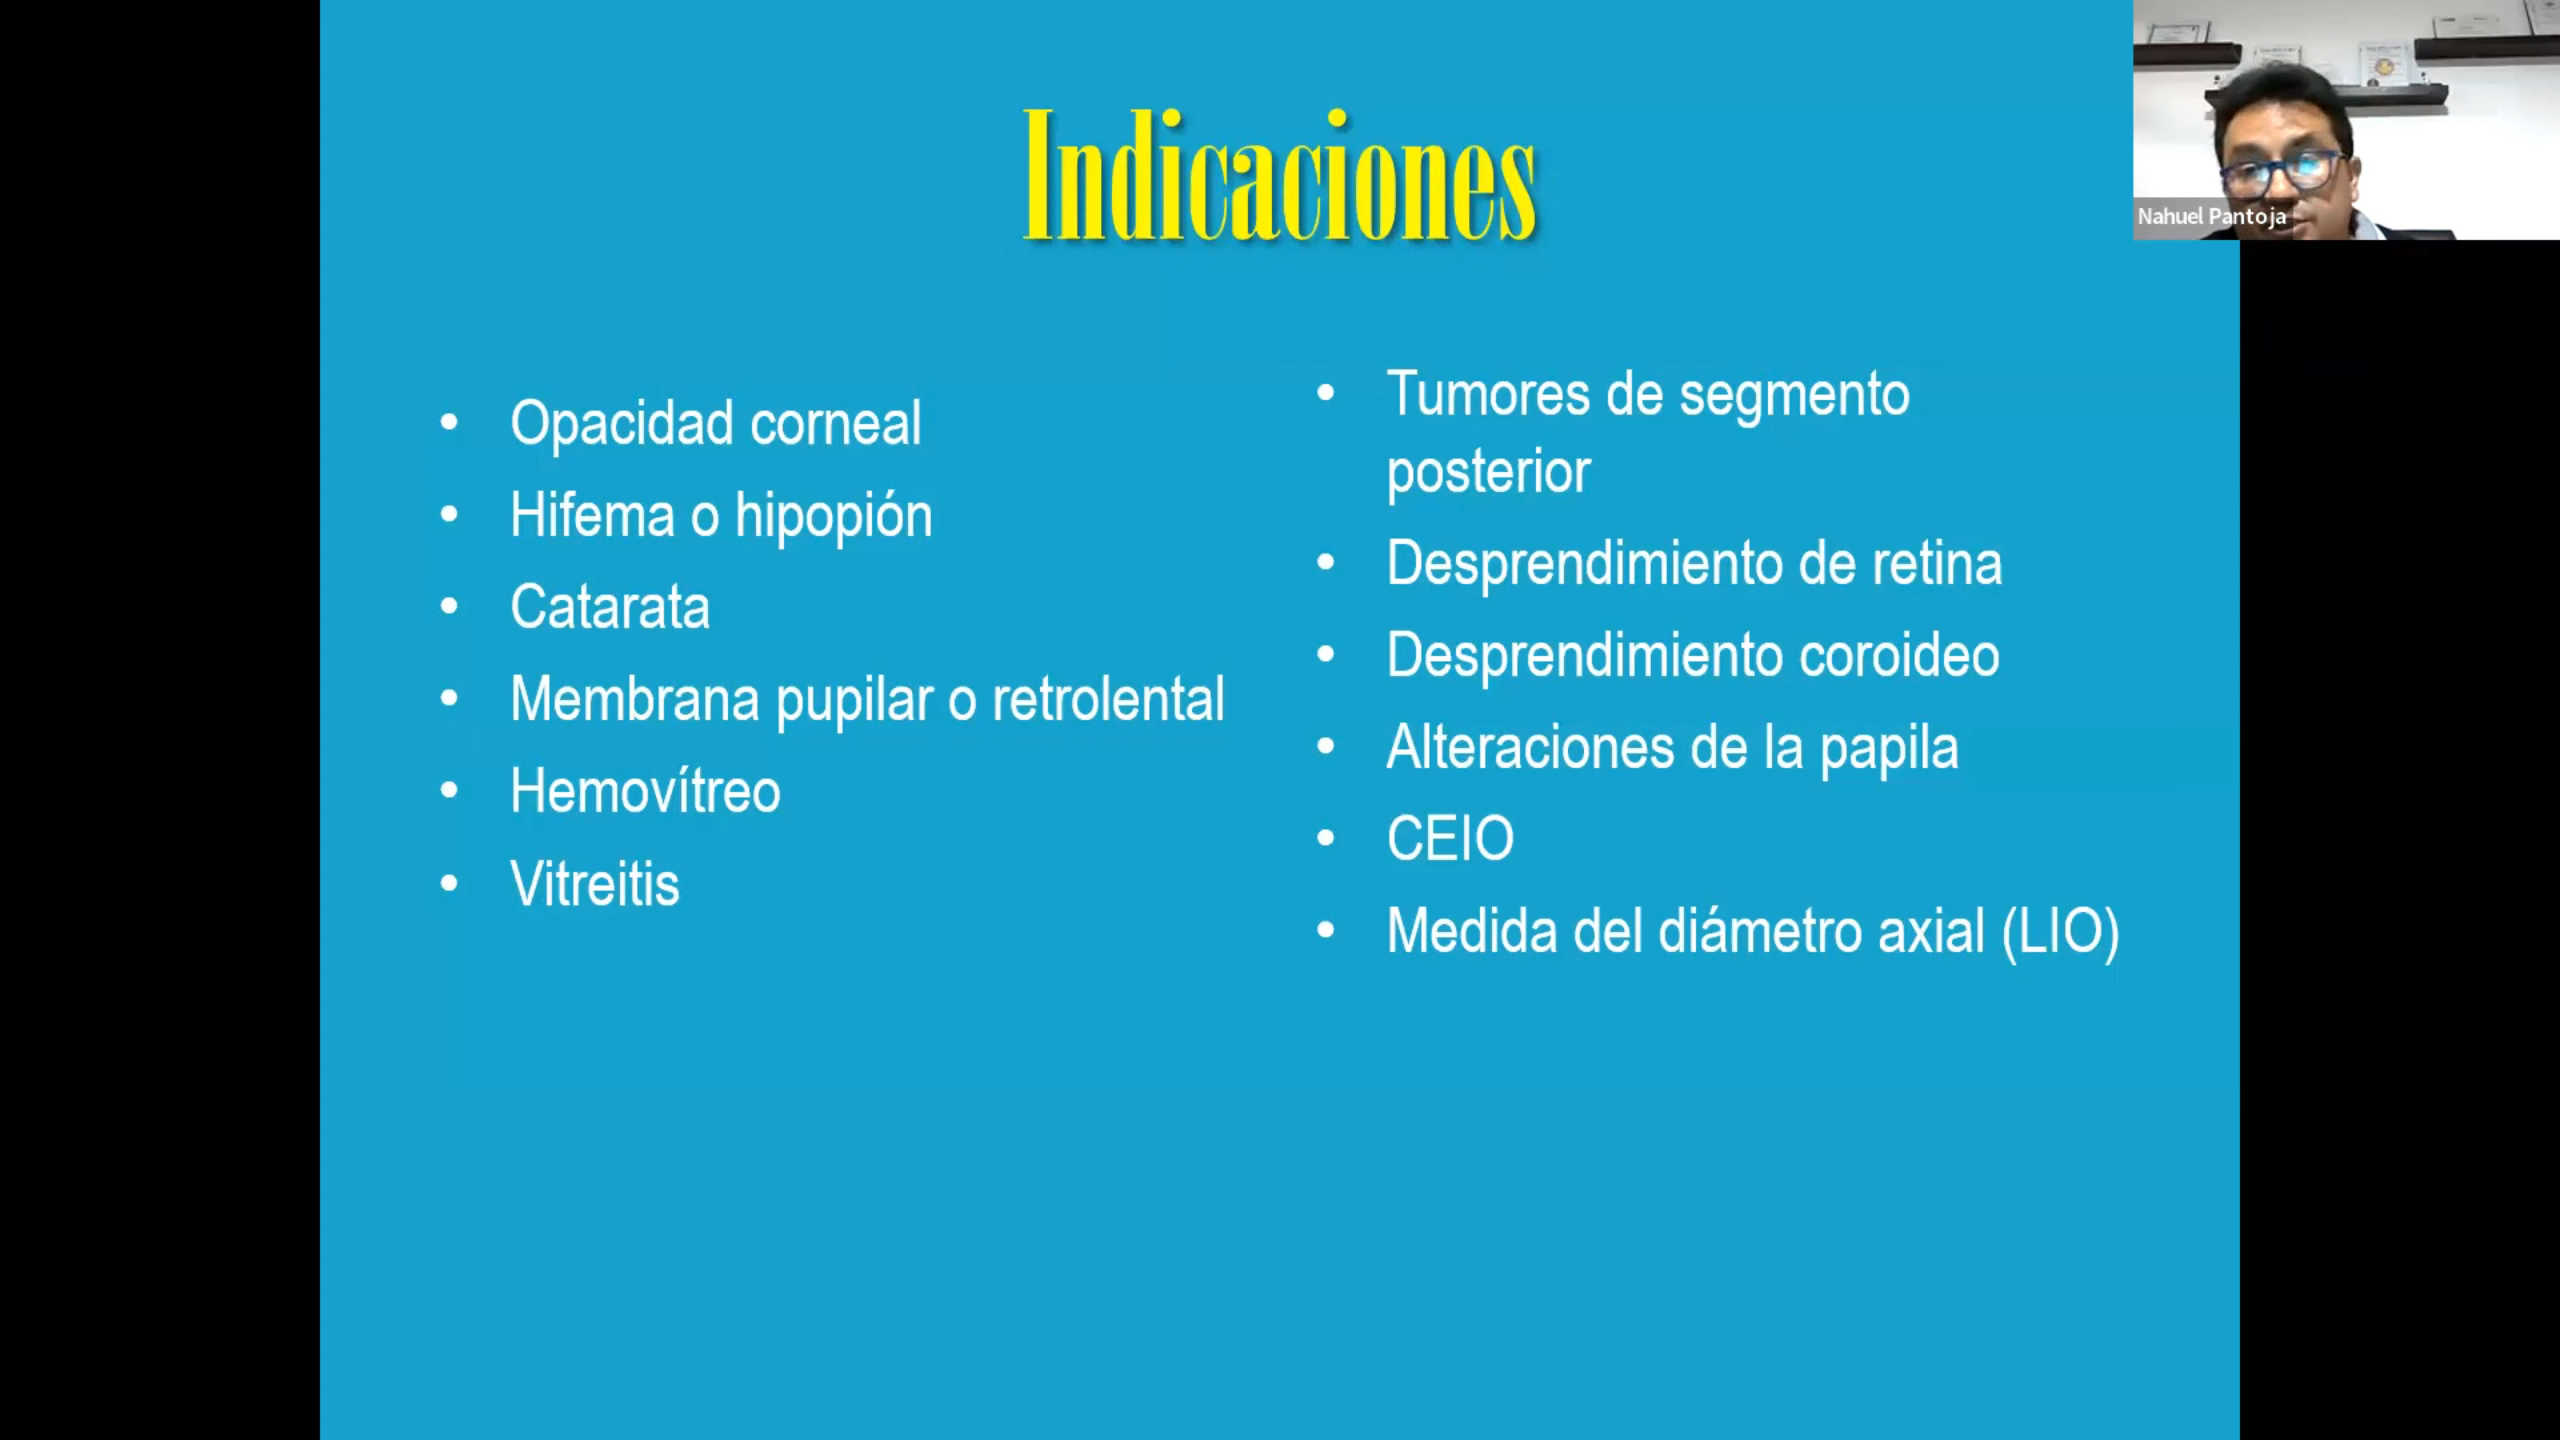 Indicaciones
• Opacidad corneal
• Hifema o hipopión
• Catarata
• Membrana pupilar o retrolental
• Hemovítreo
• Vitreitis
• Tumores de segmento
posterior
• Desprendimiento de retina
• Desprendimiento coroideo
• Alteraciones de la papila
• CEIO
• Medida del diámetro axial (LIO)
Nahuel Pantoja